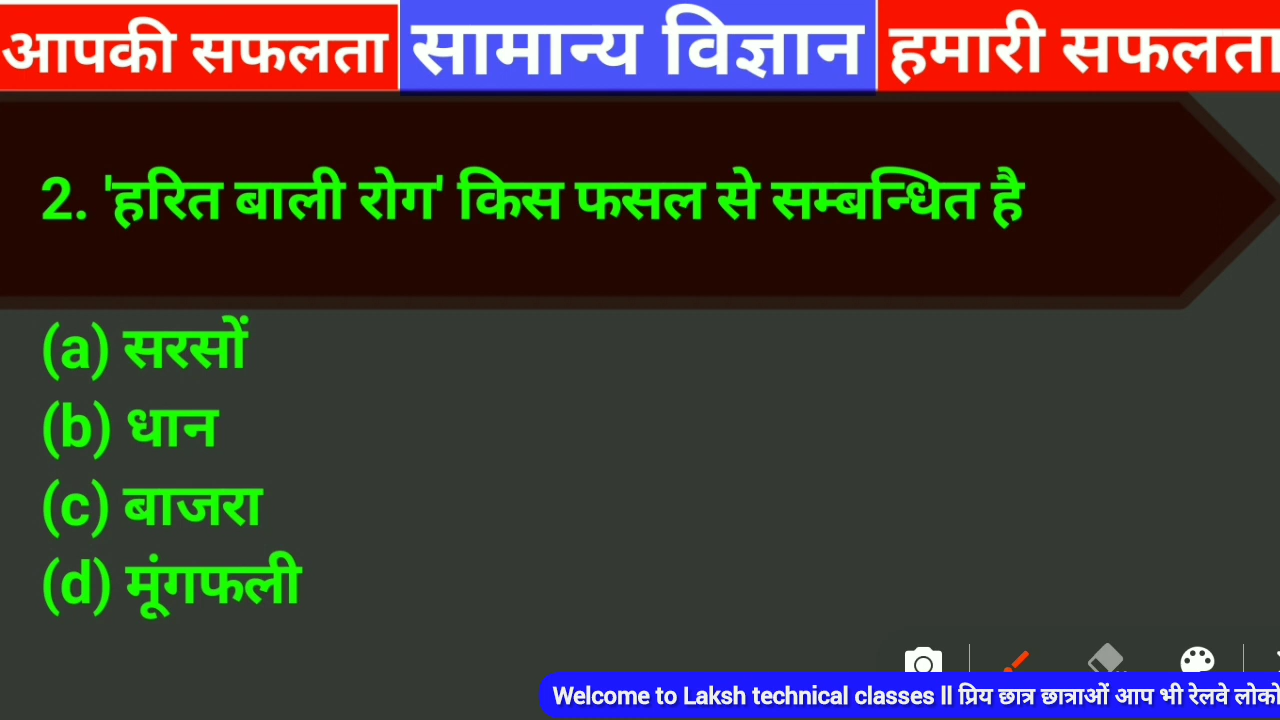 आपकी सफलता सामान्य विज्ञान हमारी सफलता
2. 'हरित बाली रोग' किस फसल से सम्बन्धित है
(a) सरसों
(b) धान
(c) बाजरा
(d) मूंगफली
Welcome to Laksh technical classes ll प्रिय छात्र छात्राओं आप भी रेलवे लोको